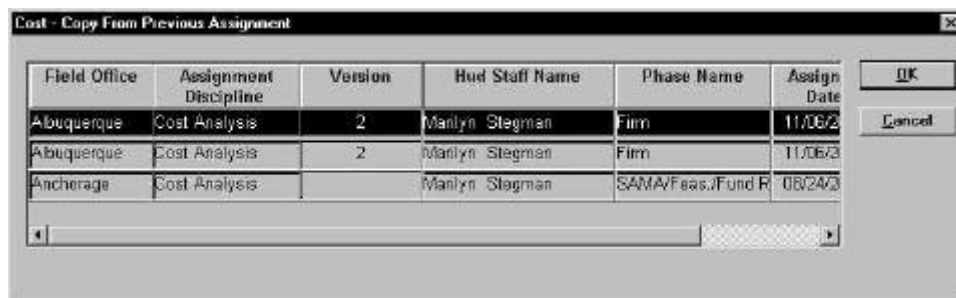 Cost - Copy From Previous Assignment
Field Office Assignment Discipline Version Hud Staff Name Phase Name Assign Date
Albuquerque Cost Analysis 2 Marilyn Stegman Firm 11/06/2
Albuquerque Cost Analysis 2 Marilyn Stegman Firm 11/06/2
Anchorage Cost Analysis Marilyn Stegman SAMA/Feas./Fund R 08/24/2
OK
Cancel